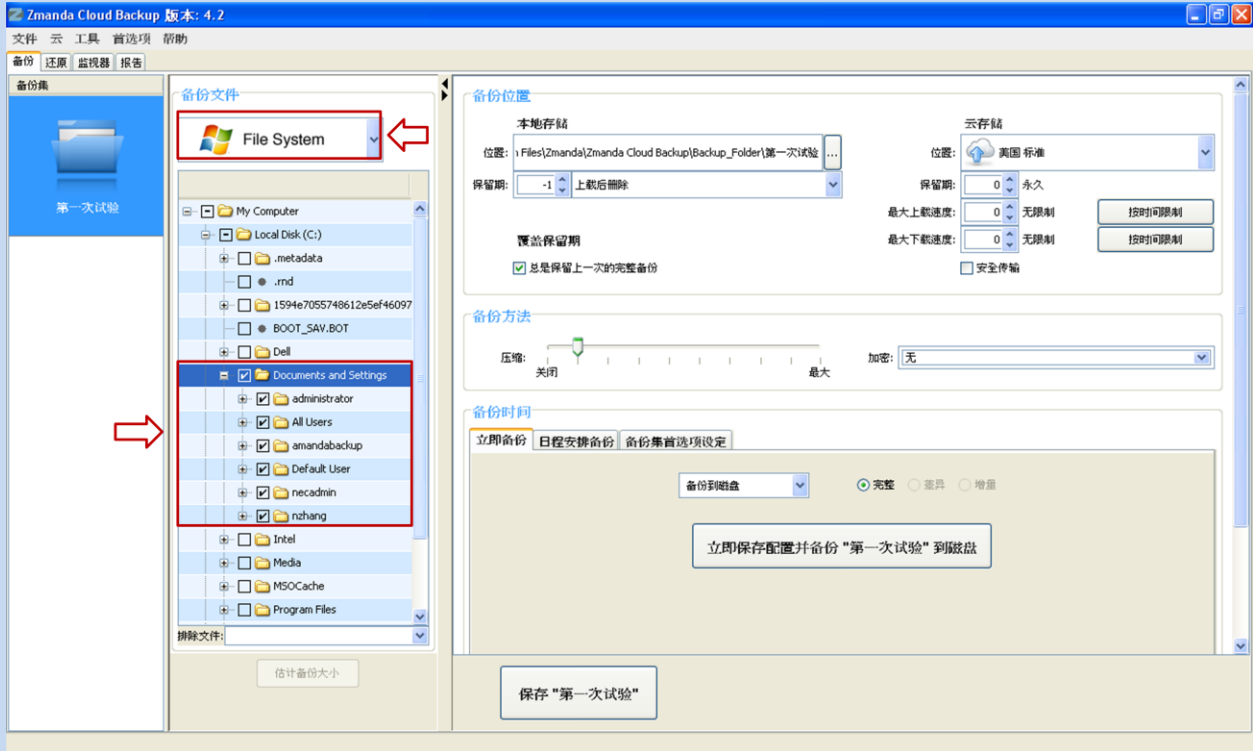 Zmanda Cloud Backup 版本: 4.2
文件 云 工具 首选项 帮助
备份 还原 监视器 报告
备份集
第一次试验
备份文件
File System
My Computer
Local Disk (C:)
.metadata
.rnd
1594e7055748612e5ef46097
BOOT_SAV.BOT
Dell
Documents and Settings
administrator
All Users
amandabackup
Default User
necadmin
nzhang
Intel
Media
MSOCache
Program Files
排除文件:
估计备份大小
备份位置
本地存储
位置: Files\Zmanda\Zmanda Cloud Backup\Backup_Folder\第一次试验 ...
保留期: -1 上载后删除
覆盖保留期
总是保留上一次的完整备份
云存储
位置: 美国 标准
保留期: 0 永久
最大上载速度: 0 无限制 按时间限制
最大下载速度: 0 无限制 按时间限制
安全传输
备份方法
压缩:
关闭 最大
加密: 无
备份时间
立即备份 日程安排备份 备份集首选项设定
备份到磁盘 完整 差异 增量
立即保存配置并备份 "第一次试验" 到磁盘
保存 "第一次试验"